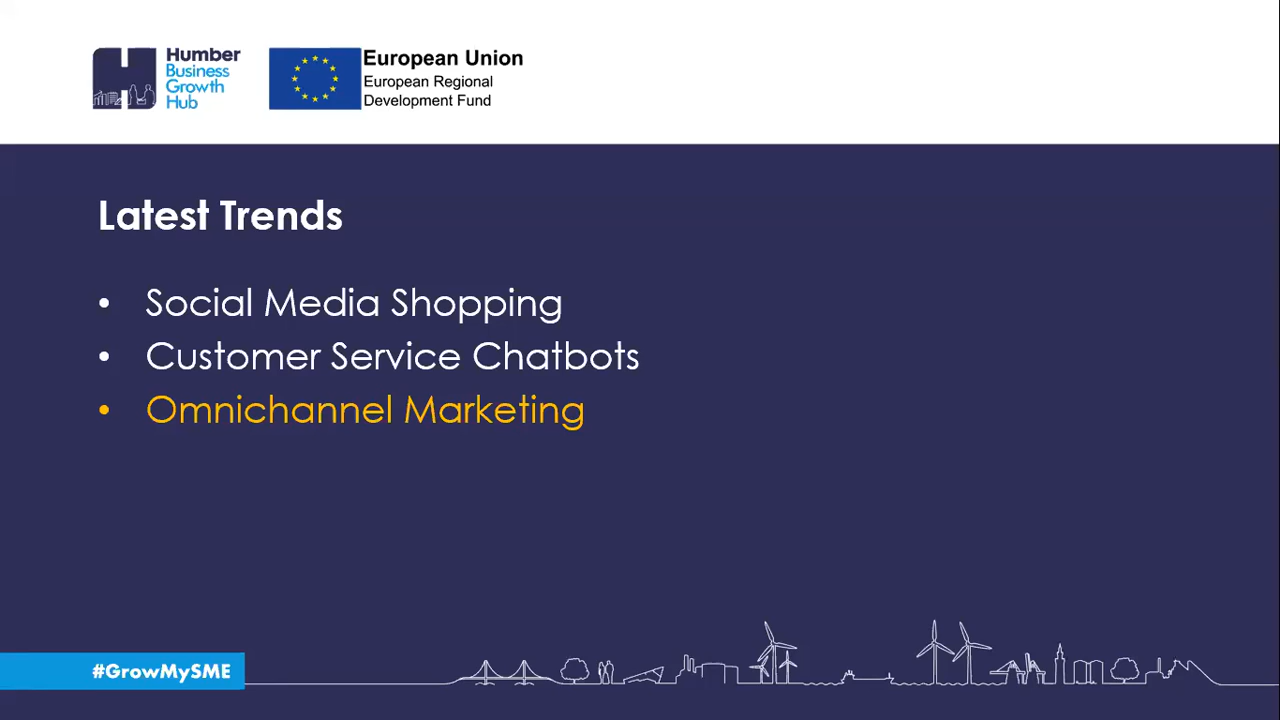 Humber
Business
Growth
Hub
European Union
European Regional
Development Fund
Latest Trends
• Social Media Shopping
• Customer Service Chatbots
• Omnichannel Marketing
#GrowMySME